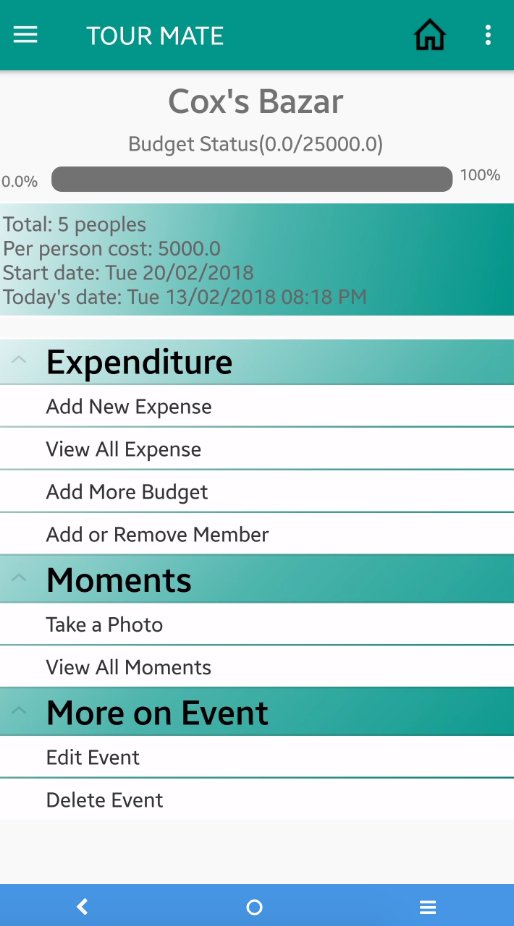 TOUR MATE
Cox's Bazar
Budget Status(0.0/25000.0)
0.0%
100%
Total: 5 peoples
Per person cost: 5000.0
Start date: Tue 20/02/2018
Today's date: Tue 13/02/2018 08:18 PM
Expenditure
Add New Expense
View All Expense
Add More Budget
Add or Remove Member
Moments
Take a Photo
View All Moments
More on Event
Edit Event
Delete Event